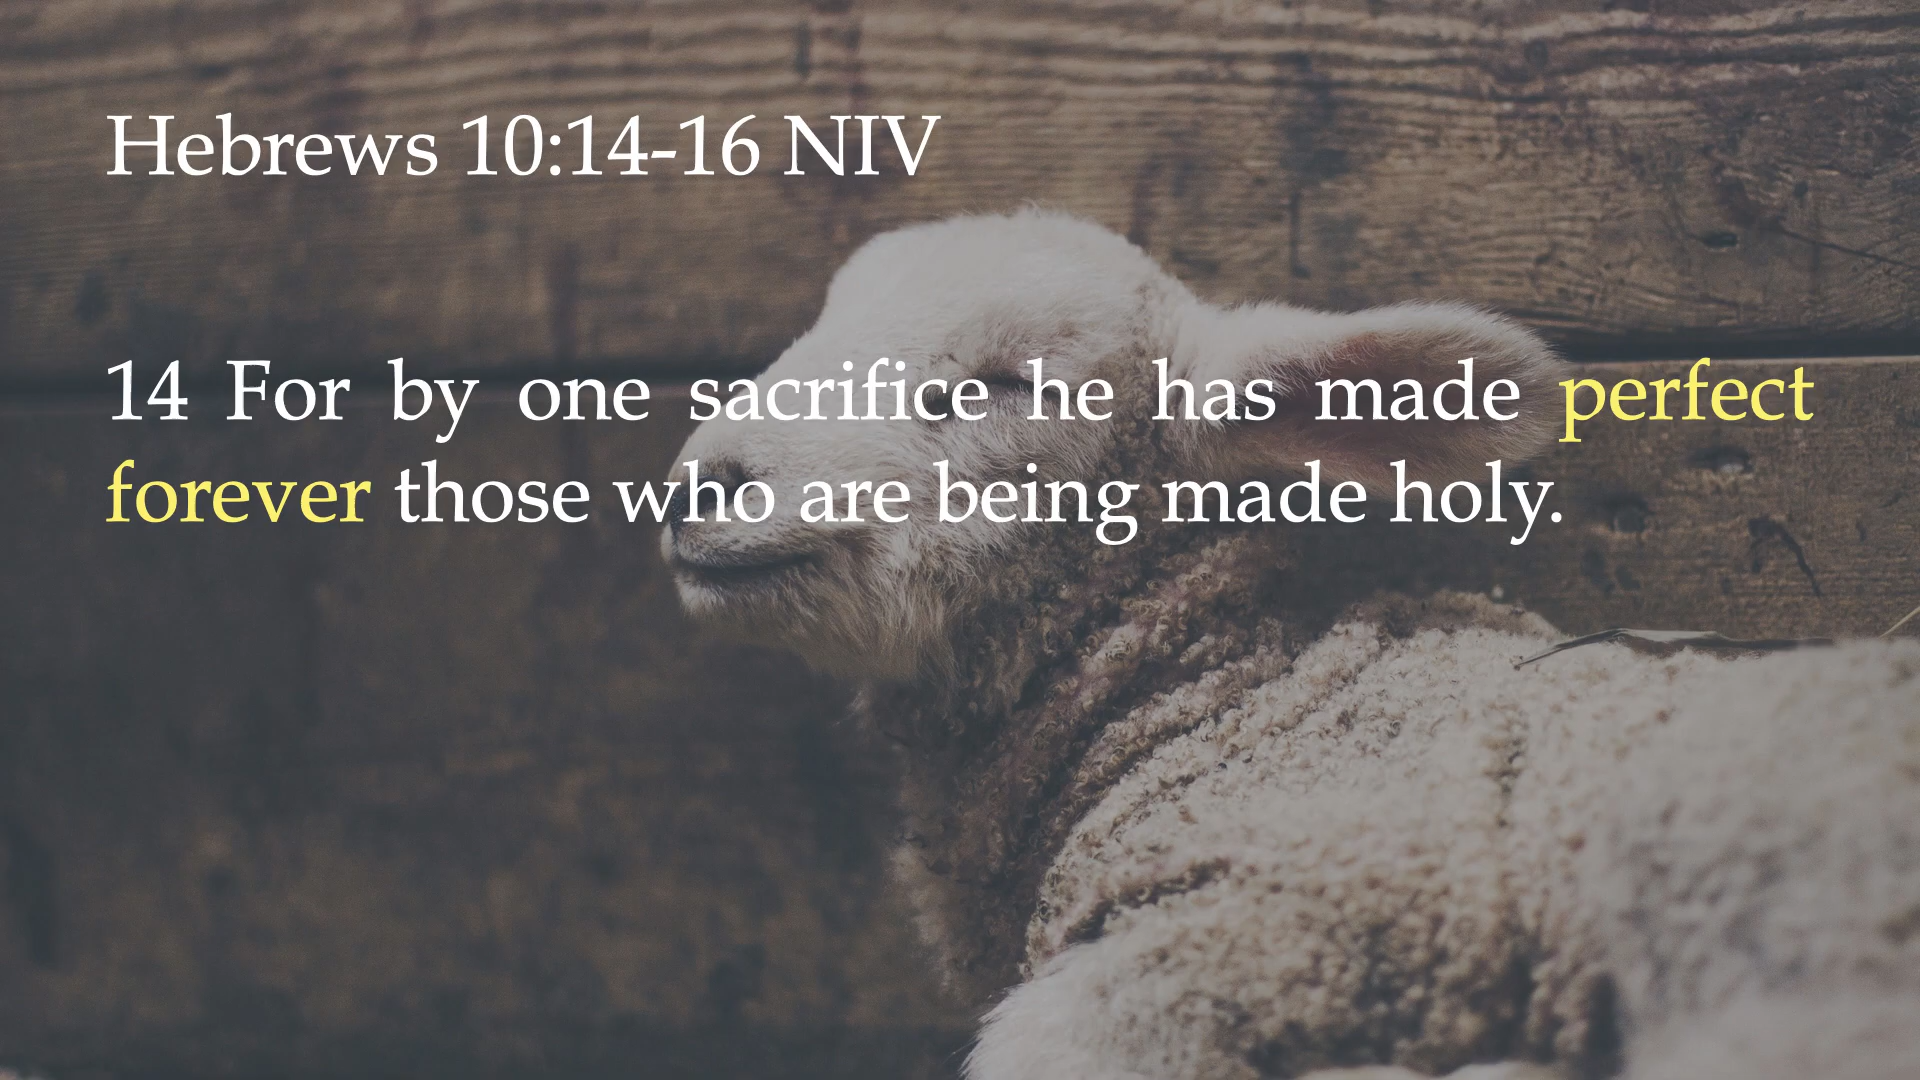 Hebrews 10:14-16 NIV
14 For by one sacrifice he has made perfect
forever those who are being made holy.